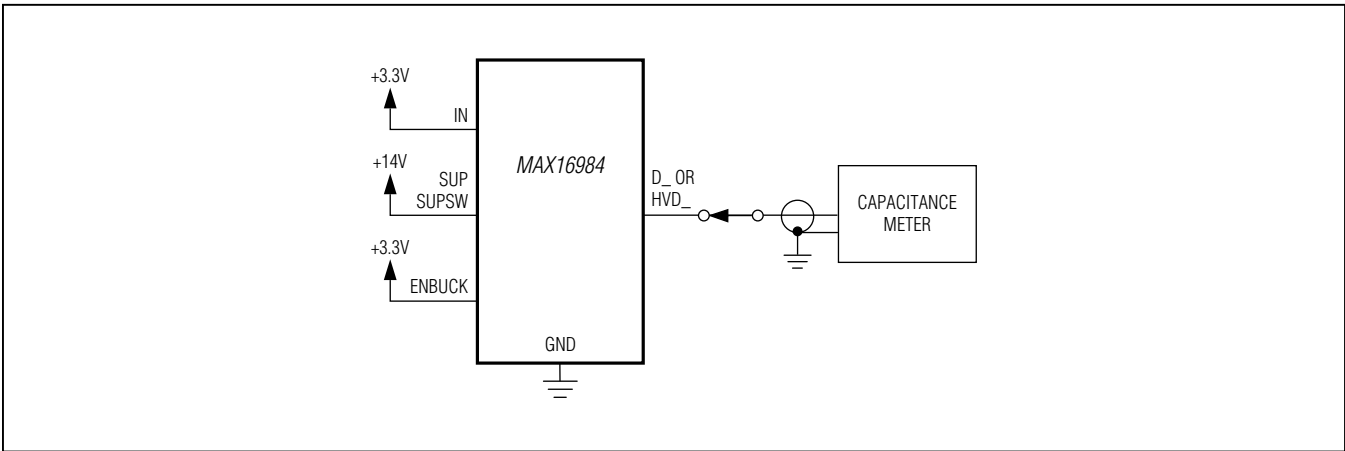 +3.3V
IN
+14V
SUP
SUPSW
+3.3V
ENBUCK
MAX16984
GND
D_ OR
HVD_
CAPACITANCE
METER